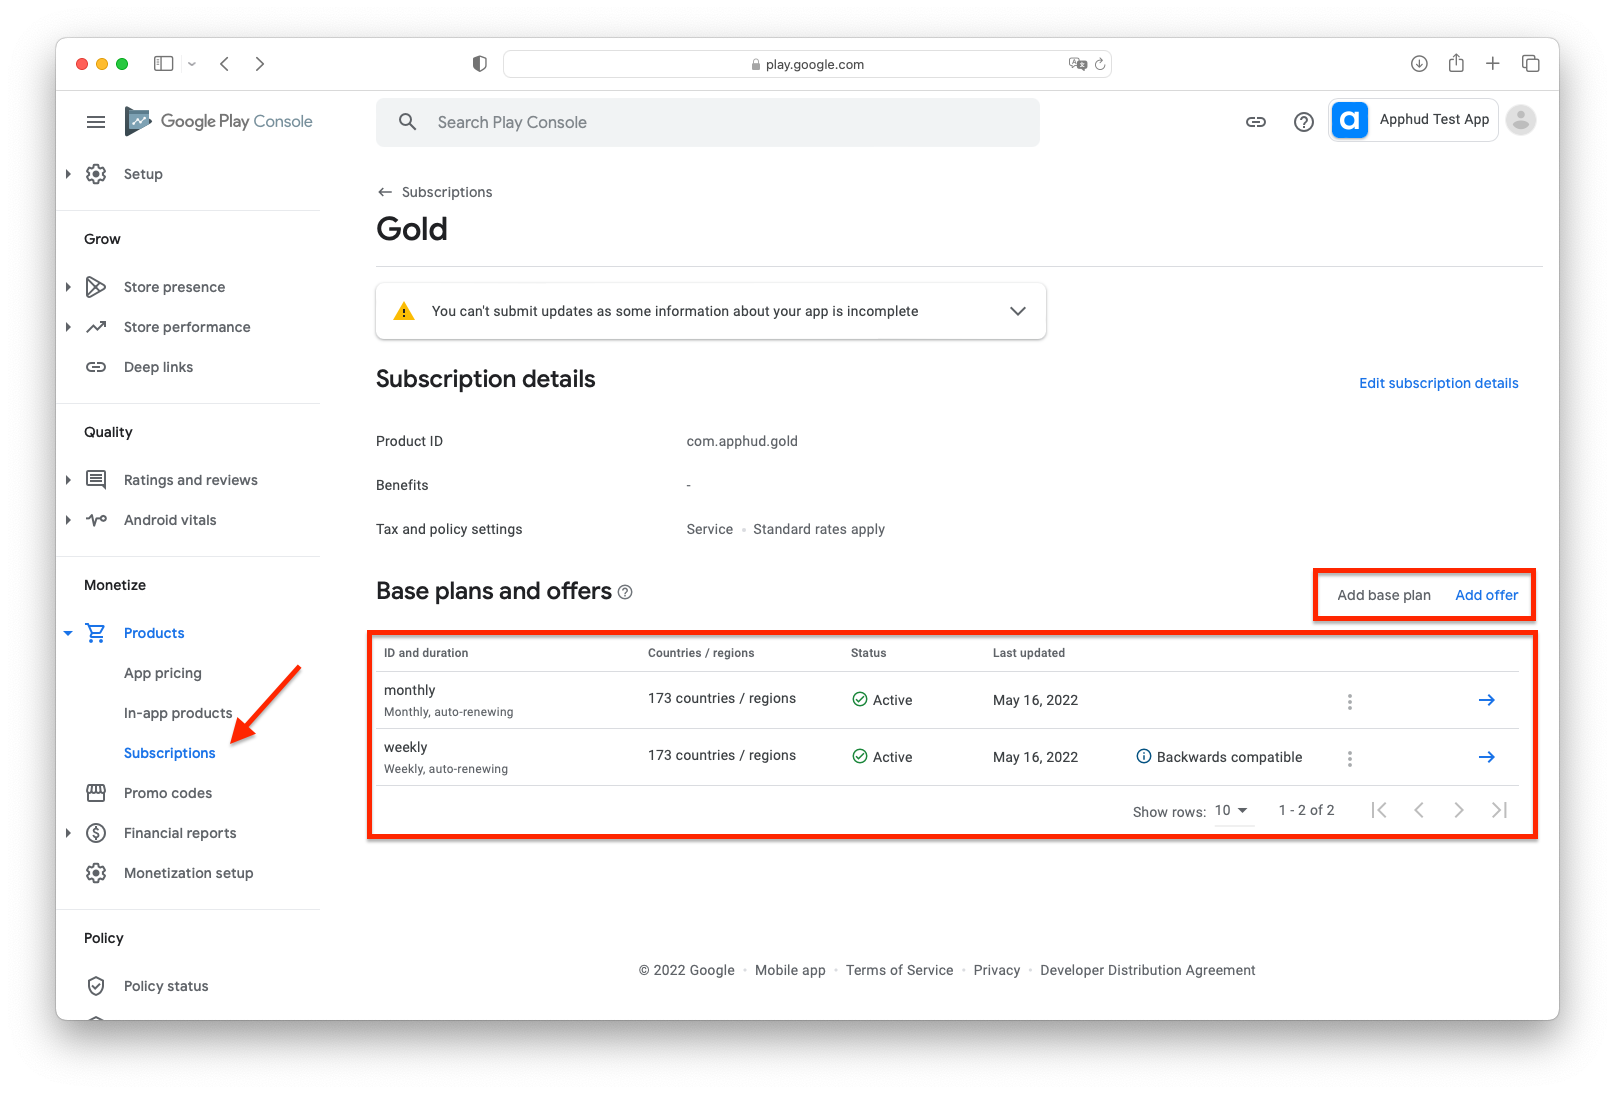 play.google.com
Google Play Console
Search Play Console
Apphud Test App
Setup
Grow
Store presence
Store performance
Deep links
Quality
Ratings and reviews
Android vitals
Monetize
Products
App pricing
In-app products
Subscriptions
Promo codes
Financial reports
Monetization setup
Policy
Policy status
Subscriptions
Gold
You can't submit updates as some information about your app is incomplete
Subscription details
Edit subscription details
Product ID com.apphud.gold
Benefits -
Tax and policy settings Service • Standard rates apply
Base plans and offers
Add base plan Add offer
ID and duration Countries / regions Status Last updated
monthly 173 countries / regions Active May 16, 2022
Monthly, auto-renewing
weekly 173 countries / regions Active May 16, 2022 Backwards compatible
Weekly, auto-renewing
Show rows: 10 1 - 2 of 2
© 2022 Google • Mobile app • Terms of Service • Privacy • Developer Distribution Agreement